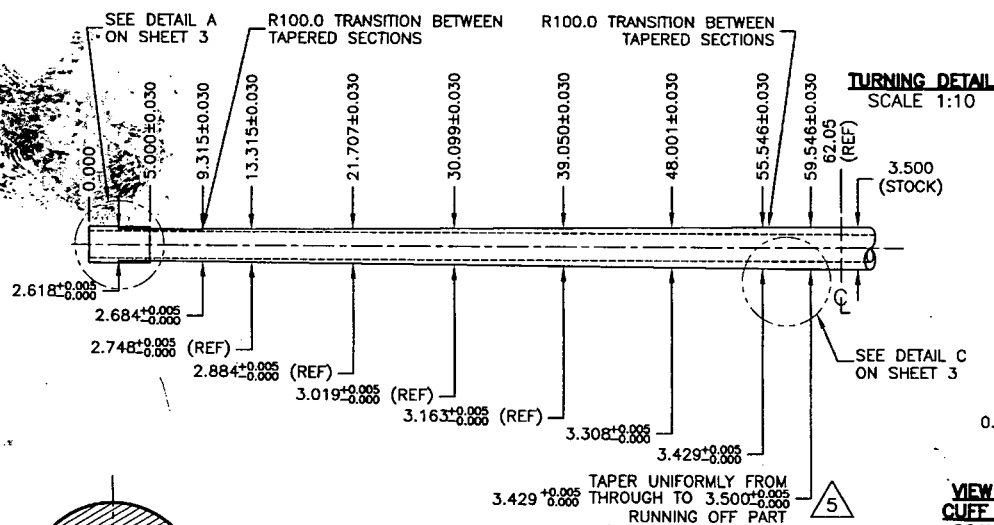 SEE DETAIL A
ON SHEET 3
R100.0 TRANSITION BETWEEN
TAPERED SECTIONS
R100.0 TRANSITION BETWEEN
TAPERED SECTIONS
TURNING DETAIL
SCALE 1:10
0.000
5.000±0.030
9.315±0.030
13.315±0.030
21.707±0.030
30.099±0.030
39.050±0.030
48.001±0.030
55.546±0.030
59.546±0.030
62.05
(REF)
3.500
(STOCK)
℄
2.618+0.005-0.000
2.684+0.005-0.000
2.748+0.005-0.000 (REF)
2.884+0.005-0.000 (REF)
3.019+0.005-0.000 (REF)
3.163+0.005-0.000 (REF)
3.308+0.005-0.000
3.429+0.005-0.000
SEE DETAIL C
ON SHEET 3
0.
TAPER UNIFORMLY FROM
3.429+0.005-0.000 THROUGH TO 3.500+0.005-0.000
RUNNING OFF PART
5
VIEW
CUFF